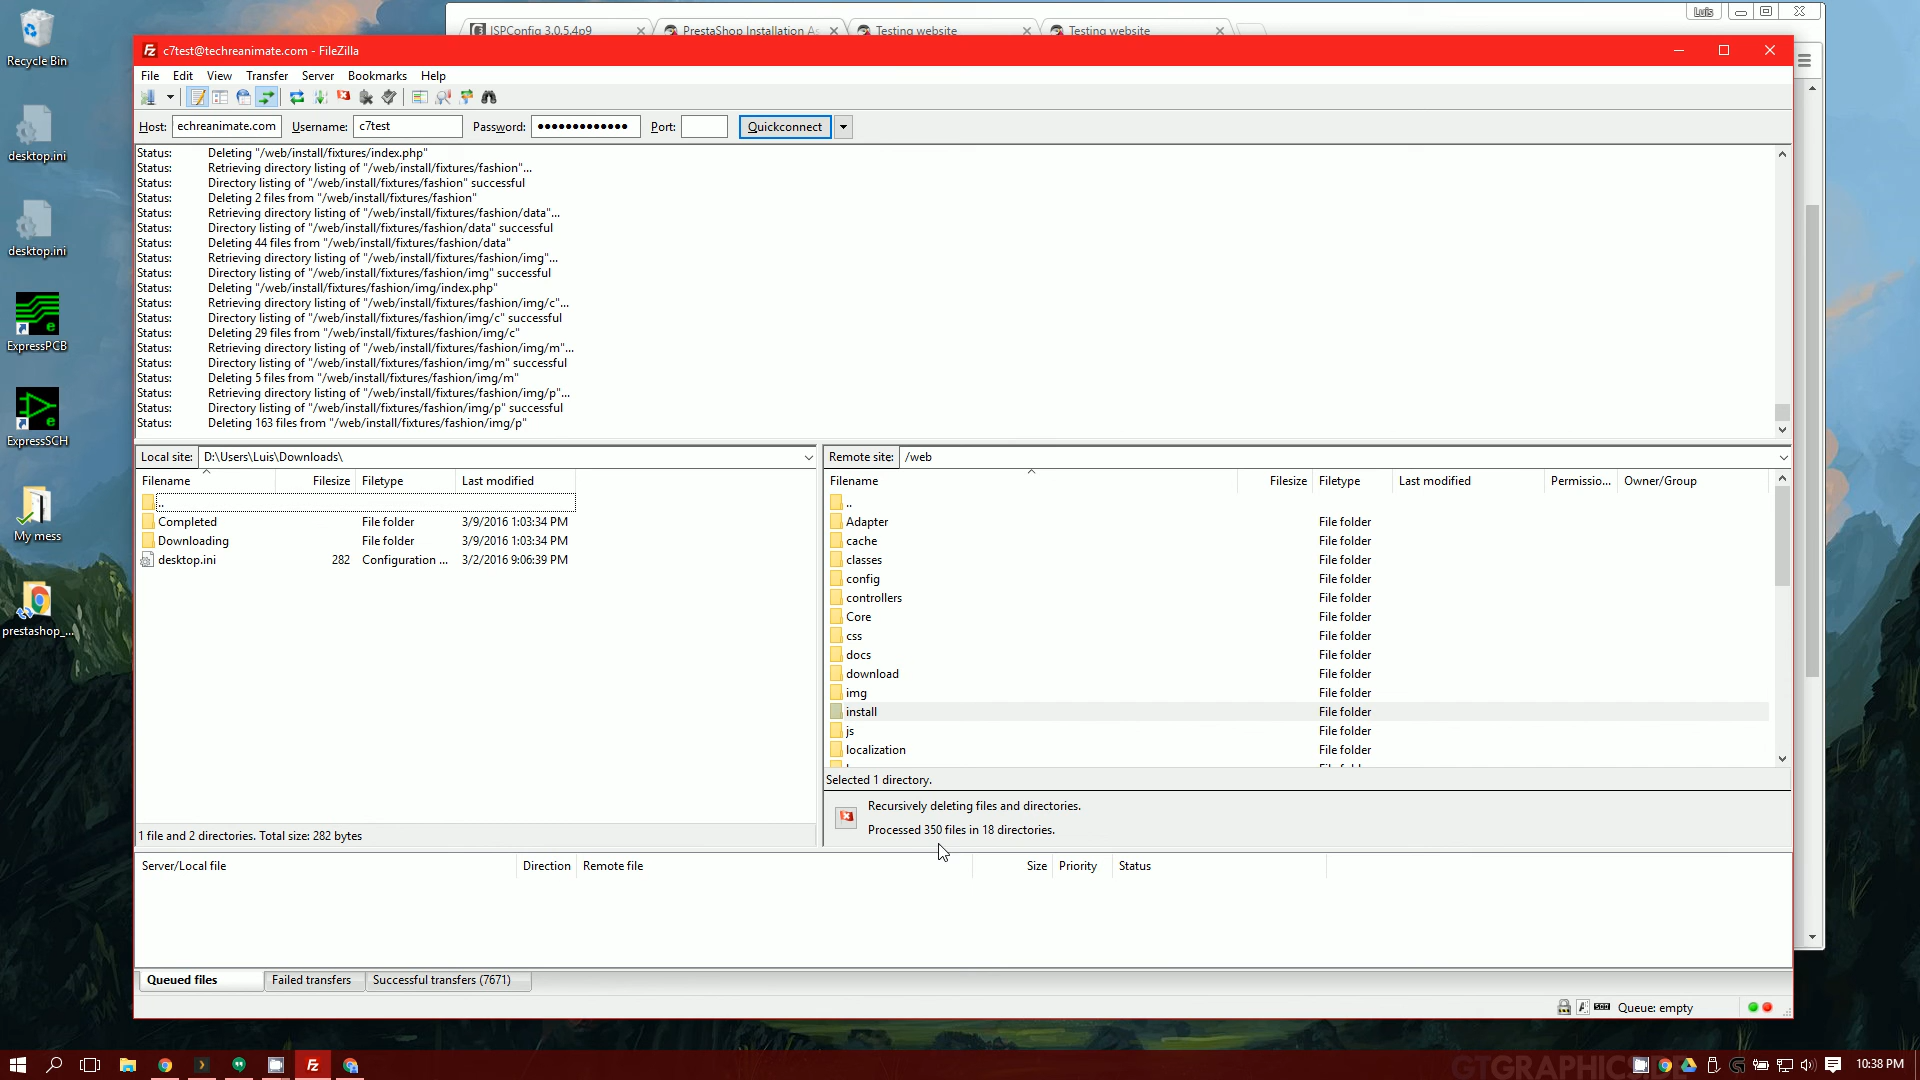 Luis
ISPConfig 3.0.5.4p9
PrestaShop Installation As
Testing website
Testing website
Recycle Bin
desktop.ini
desktop.ini
ExpressPCB
ExpressSCH
My mess
prestashop_...
c7test@techreanimate.com - FileZilla
File Edit View Transfer Server Bookmarks Help
Host: echreanimate.com Username: c7test Password: ●●●●●●●●●●●●● Port: Quickconnect
Status: Deleting "/web/install/fixtures/index.php"
Status: Retrieving directory listing of "/web/install/fixtures/fashion"...
Status: Directory listing of "/web/install/fixtures/fashion" successful
Status: Deleting 2 files from "/web/install/fixtures/fashion"
Status: Retrieving directory listing of "/web/install/fixtures/fashion/data"...
Status: Directory listing of "/web/install/fixtures/fashion/data" successful
Status: Deleting 44 files from "/web/install/fixtures/fashion/data"
Status: Retrieving directory listing of "/web/install/fixtures/fashion/img"...
Status: Directory listing of "/web/install/fixtures/fashion/img" successful
Status: Deleting "/web/install/fixtures/fashion/img/index.php"
Status: Retrieving directory listing of "/web/install/fixtures/fashion/img/c"...
Status: Directory listing of "/web/install/fixtures/fashion/img/c" successful
Status: Deleting 29 files from "/web/install/fixtures/fashion/img/c"
Status: Retrieving directory listing of "/web/install/fixtures/fashion/img/m"...
Status: Directory listing of "/web/install/fixtures/fashion/img/m" successful
Status: Deleting 5 files from "/web/install/fixtures/fashion/img/m"
Status: Retrieving directory listing of "/web/install/fixtures/fashion/img/p"...
Status: Directory listing of "/web/install/fixtures/fashion/img/p" successful
Status: Deleting 163 files from "/web/install/fixtures/fashion/img/p"
Local site: D:\Users\Luis\Downloads\
Filename Filesize Filetype Last modified
..
Completed File folder 3/9/2016 1:03:34 PM
Downloading File folder 3/9/2016 1:03:34 PM
desktop.ini 282 Configuration ... 3/2/2016 9:06:39 PM
1 file and 2 directories. Total size: 282 bytes
Remote site: /web
Filename Filesize Filetype Last modified Permissio... Owner/Group
..
Adapter File folder
cache File folder
classes File folder
config File folder
controllers File folder
Core File folder
css File folder
docs File folder
download File folder
img File folder
install File folder
js File folder
localization File folder
Selected 1 directory.
Recursively deleting files and directories.
Processed 350 files in 18 directories.
Server/Local file Direction Remote file Size Priority Status
Queued files Failed transfers Successful transfers (7671)
Queue: empty
10:38 PM